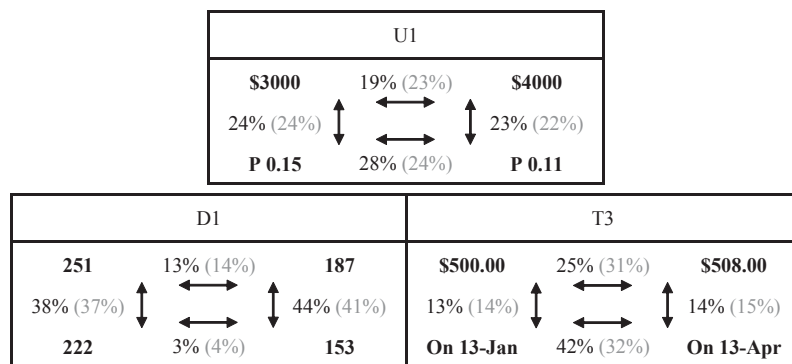 U1
$3000 19% (23%) $4000
24% (24%) 23% (22%)
P 0.15 28% (24%) P 0.11
D1 T3
251 13% (14%) 187 $500.00 25% (31%) $508.00
38% (37%) 44% (41%) 13% (14%) 14% (15%)
222 3% (4%) 153 On 13-Jan 42% (32%) On 13-Apr